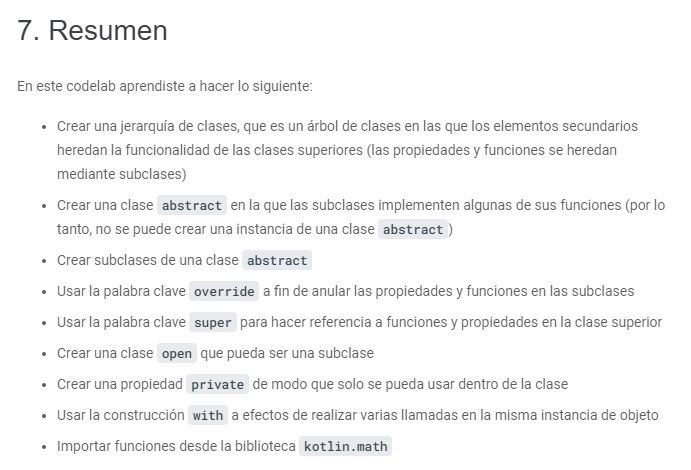 7. Resumen
En este codelab aprendiste a hacer lo siguiente:
• Crear una jerarquía de clases, que es un árbol de clases en las que los elementos secundarios
heredan la funcionalidad de las clases superiores (las propiedades y funciones se heredan
mediante subclases)
• Crear una clase abstract en la que las subclases implementen algunas de sus funciones (por lo
tanto, no se puede crear una instancia de una clase abstract )
• Crear subclases de una clase abstract
• Usar la palabra clave override a fin de anular las propiedades y funciones en las subclases
• Usar la palabra clave super para hacer referencia a funciones y propiedades en la clase superior
• Crear una clase open que pueda ser una subclase
• Crear una propiedad private de modo que solo se pueda usar dentro de la clase
• Usar la construcción with a efectos de realizar varias llamadas en la misma instancia de objeto
• Importar funciones desde la biblioteca kotlin.math